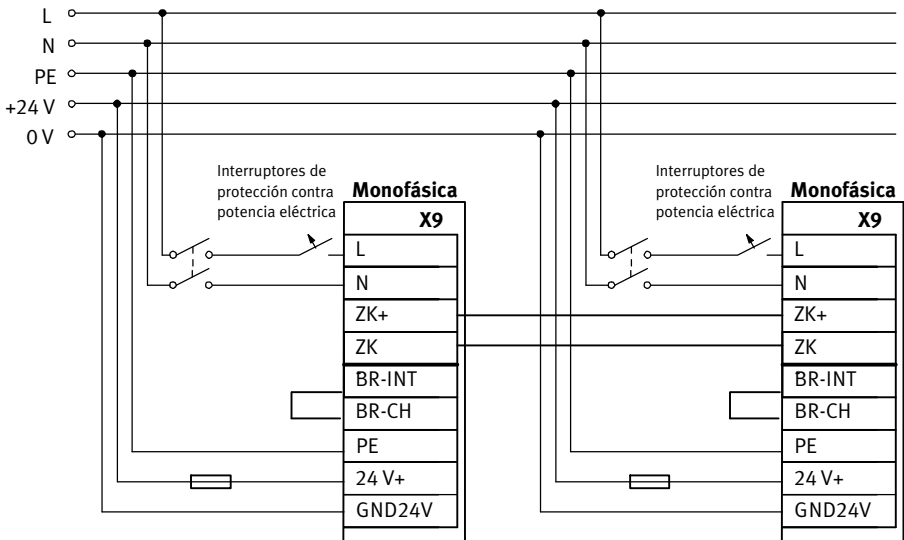 L
N
PE
+24 V
0 V
Interruptores de
protección contra
potencia eléctrica
Monofásica
X9
L
N
ZK+
ZK
BR-INT
BR-CH
PE
24 V+
GND24V
Interruptores de
protección contra
potencia eléctrica
Monofásica
X9
L
N
ZK+
ZK
BR-INT
BR-CH
PE
24 V+
GND24V